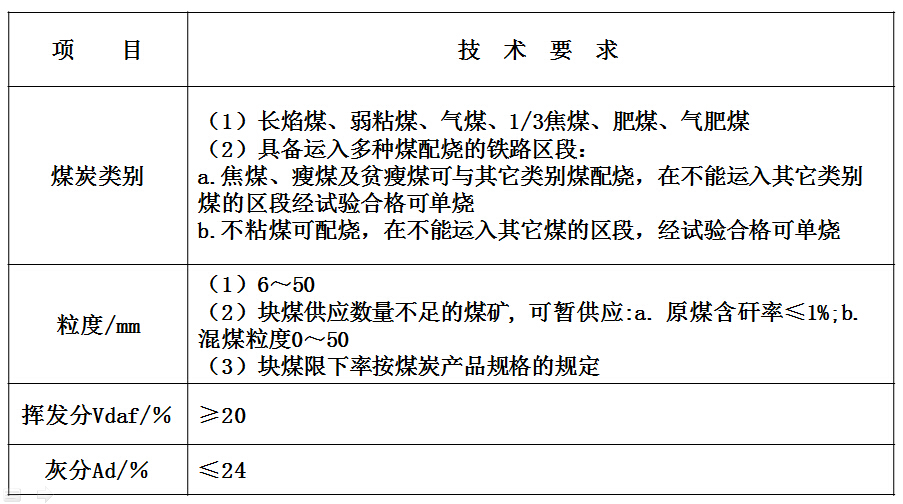 项 目
技 术 要 求
煤炭类别
(1)长焰煤、弱粘煤、气煤、1/3焦煤、肥煤、气肥煤
(2)具备运入多种煤配烧的铁路区段:
a.焦煤、瘦煤及贫瘦煤可与其它类别煤配烧，在不能运入其它类别
煤的区段经试验合格可单烧
b.不粘煤可配烧，在不能运入其它煤的区段，经试验合格可单烧
粒度/mm
(1)6～50
(2)块煤供应数量不足的煤矿，可暂供应:a. 原煤含矸率≤1%;b.
混煤粒度0～50
(3)块煤限下率按煤炭产品规格的规定
挥发分Vdaf/%
≥20
灰分Ad/%
≤24